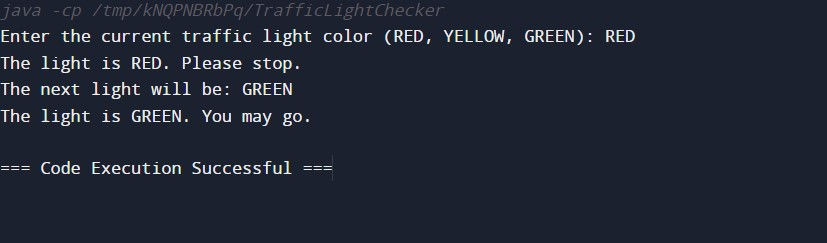 java -cp /tmp/kNQPNBRbPq/TrafficLightChecker
Enter the current traffic light color (RED, YELLOW, GREEN): RED
The light is RED. Please stop.
The next light will be: GREEN
The light is GREEN. You may go.
=== Code Execution Successful ===